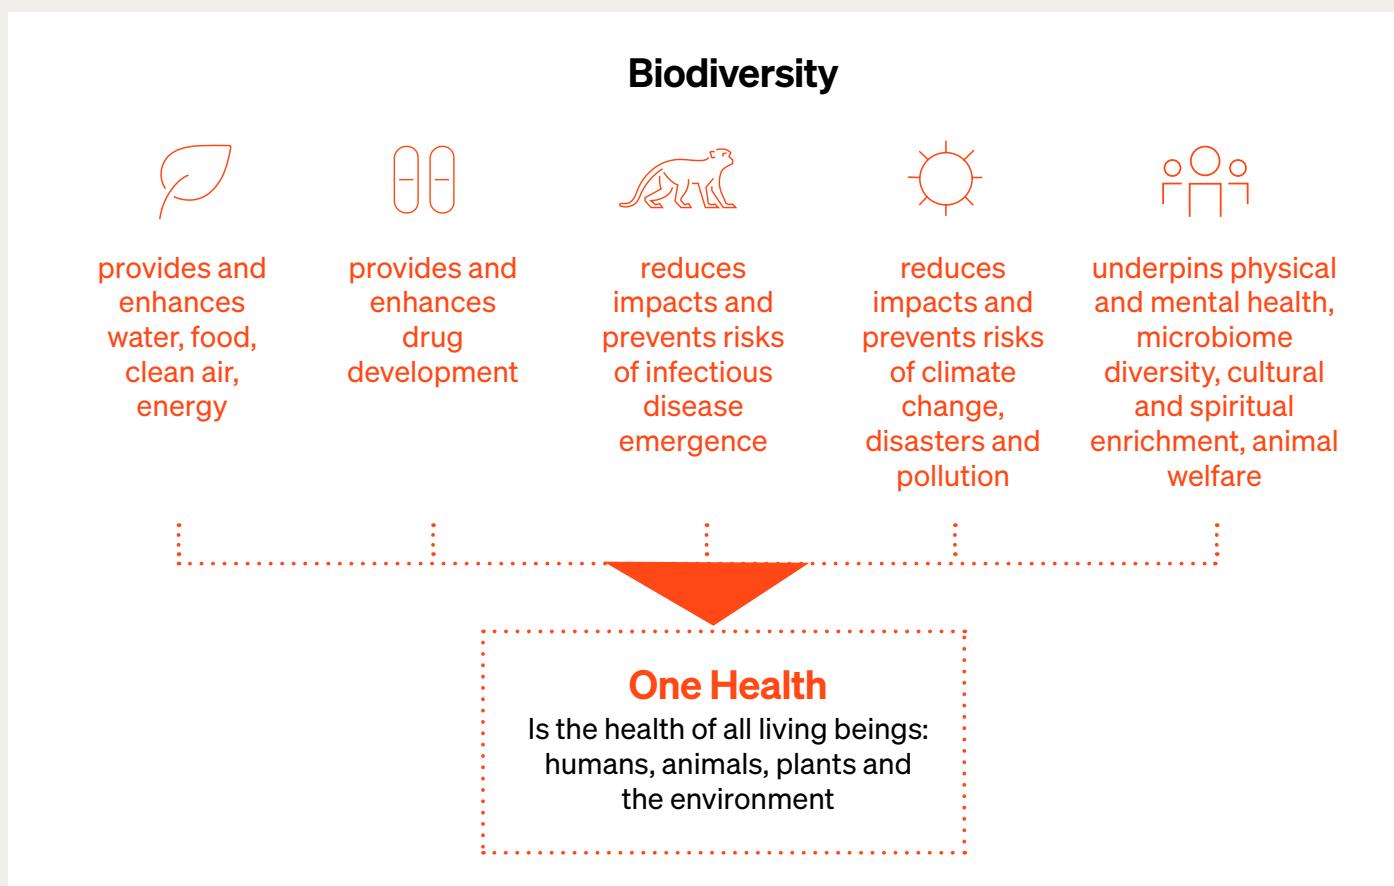 Biodiversity
provides and
enhances
water, food,
clean air,
energy
provides and
enhances
drug
development
reduces
impacts and
prevents risks
of infectious
disease
emergence
reduces
impacts and
prevents risks
of climate
change,
disasters and
pollution
underpins physical
and mental health,
microbiome
diversity, cultural
and spiritual
enrichment, animal
welfare
One Health
Is the health of all living beings:
humans, animals, plants and
the environment